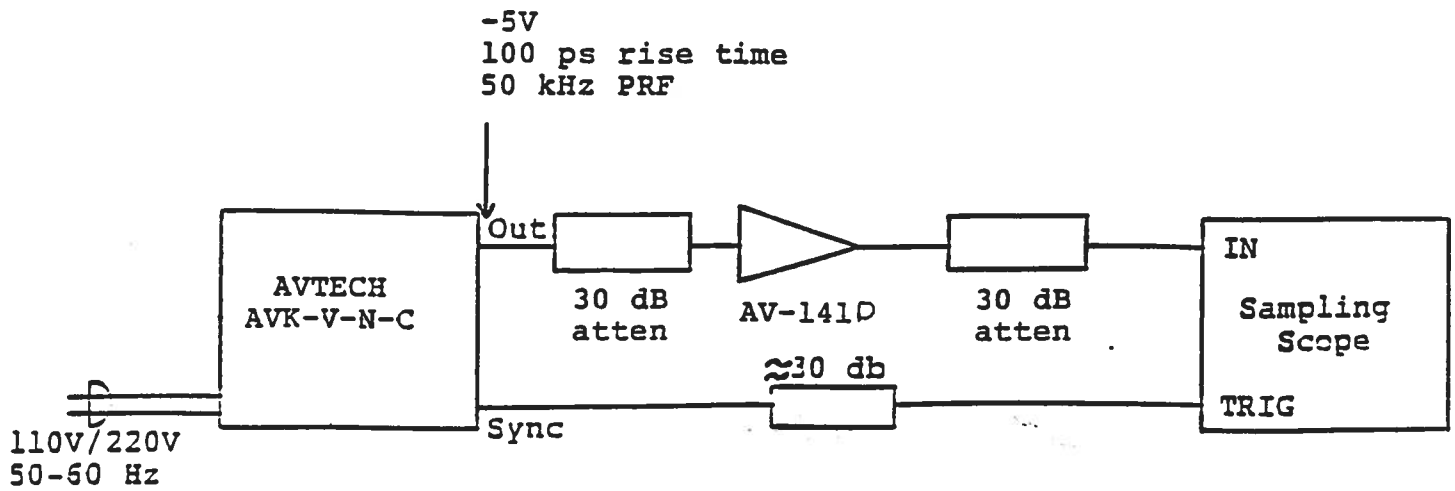 -5V
100 ps rise time
50 kHz PRF
Out
AVTECH
AVK-V-N-C
30 dB
atten
AV-141D
30 dB
atten
IN
Sampling
Scope
≈30 db
TRIG
Sync
110V/220V
50-60 Hz